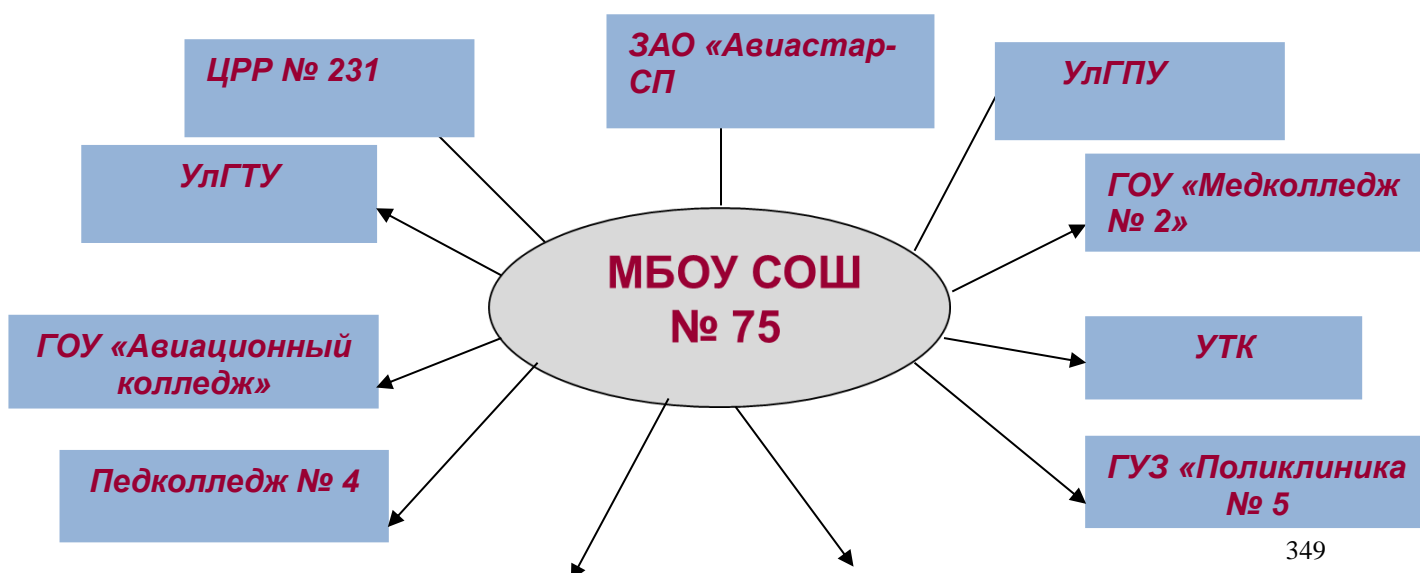 ЗАО «Авиастар-
СП
ЦРР № 231
УлГПУ
УлГТУ
ГОУ «Медколледж
№ 2»
МБОУ СОШ
№ 75
ГОУ «Авиационный
колледж»
УТК
Педколледж № 4
ГУЗ «Поликлиника
№ 5
349